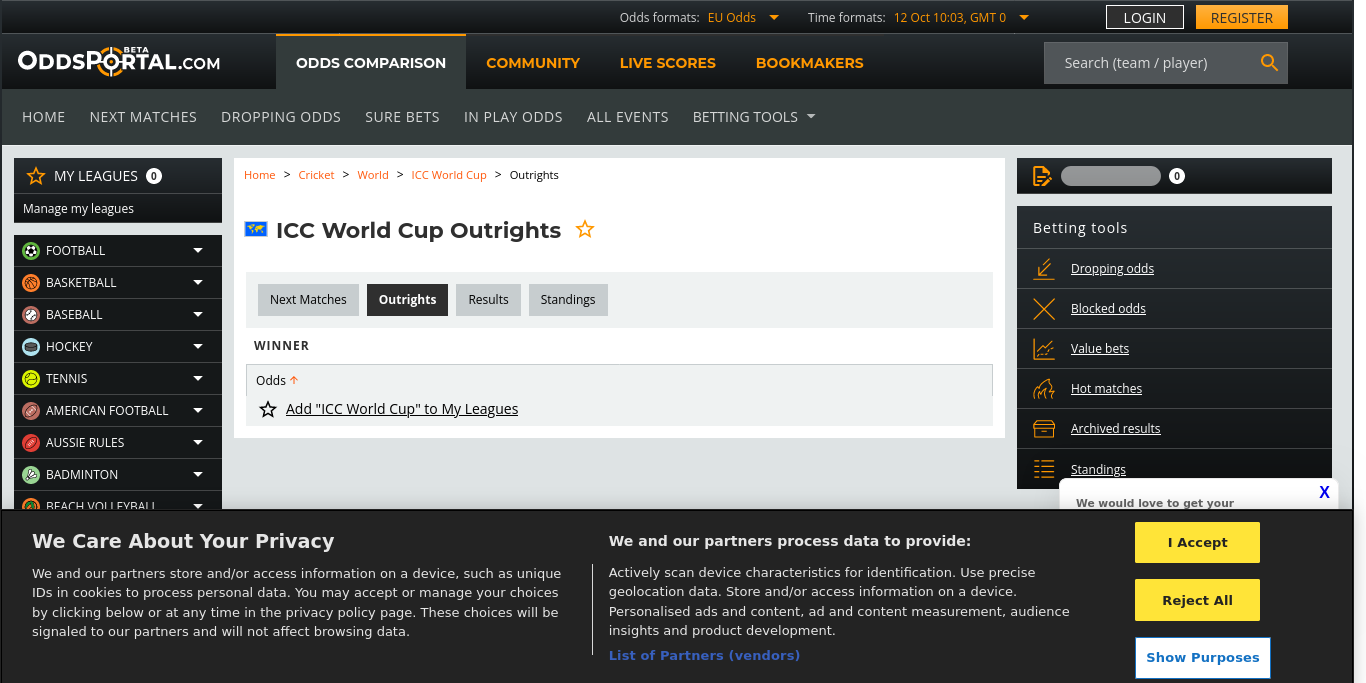 Odds formats: EU Odds Time formats: 12 Oct 10:03, GMT 0 LOGIN REGISTER
ODDSPORTAL.COM BETA ODDS COMPARISON COMMUNITY LIVE SCORES BOOKMAKERS Search (team / player)
HOME NEXT MATCHES DROPPING ODDS SURE BETS IN PLAY ODDS ALL EVENTS BETTING TOOLS
MY LEAGUES 0
Manage my leagues
FOOTBALL
BASKETBALL
BASEBALL
HOCKEY
TENNIS
AMERICAN FOOTBALL
AUSSIE RULES
BADMINTON
BEACH VOLLEYBALL
Home > Cricket > World > ICC World Cup > Outrights
ICC World Cup Outrights
Next Matches Outrights Results Standings
WINNER
Odds
Add "ICC World Cup" to My Leagues
0
Betting tools
Dropping odds
Blocked odds
Value bets
Hot matches
Archived results
Standings
X
We would love to get your
We Care About Your Privacy
We and our partners store and/or access information on a device, such as unique
IDs in cookies to process personal data. You may accept or manage your choices
by clicking below or at any time in the privacy policy page. These choices will be
signaled to our partners and will not affect browsing data.
We and our partners process data to provide:
Actively scan device characteristics for identification. Use precise
geolocation data. Store and/or access information on a device.
Personalised ads and content, ad and content measurement, audience
insights and product development.
List of Partners (vendors)
I Accept
Reject All
Show Purposes